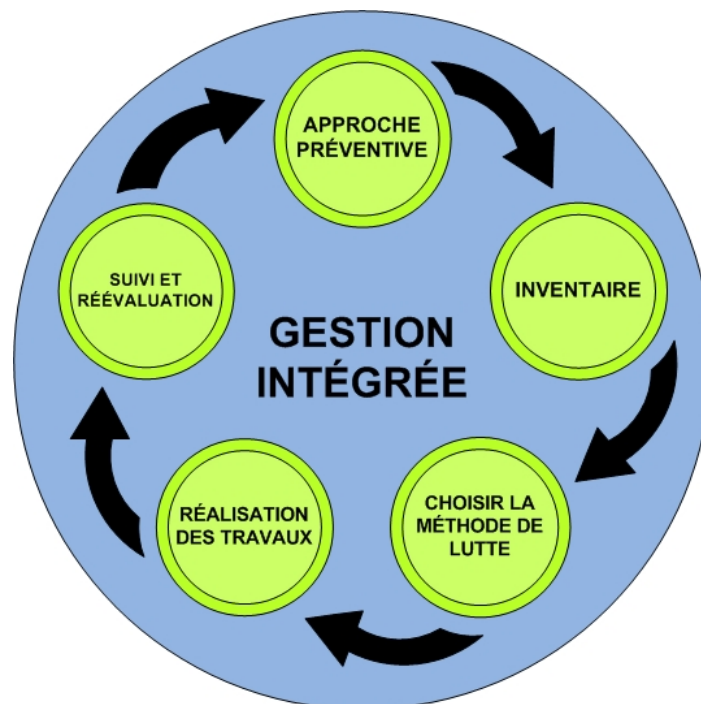 APPROCHE
PRÉVENTIVE
INVENTAIRE
CHOISIR LA
MÉTHODE DE
LUTTE
RÉALISATION
DES TRAVAUX
SUIVI ET
RÉÉVALUATION
GESTION
INTÉGRÉE